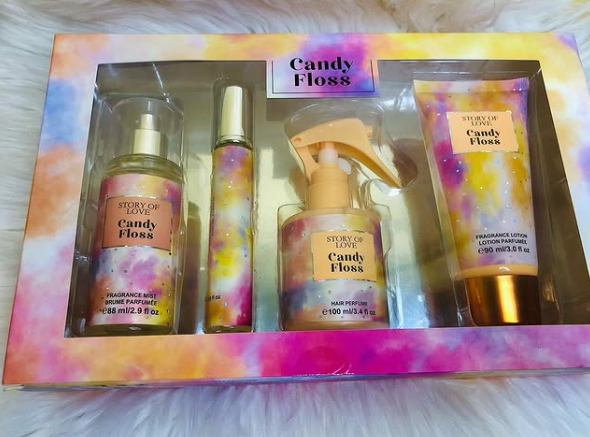 Candy
Floss
STORY OF
LOVE
Candy
Floss
FRAGRANCE MIST
BRUME PARFUMÉE
℮88 ml/2.9 fl oz
fl oz
STORY OF
LOVE
Candy
Floss
HAIR PERFUME
℮100 ml/3.4 fl oz
STORY OF
LOVE
Candy
Floss
FRAGRANCE LOTION
LOTION PARFUMÉE
℮90 ml/3.0 fl oz